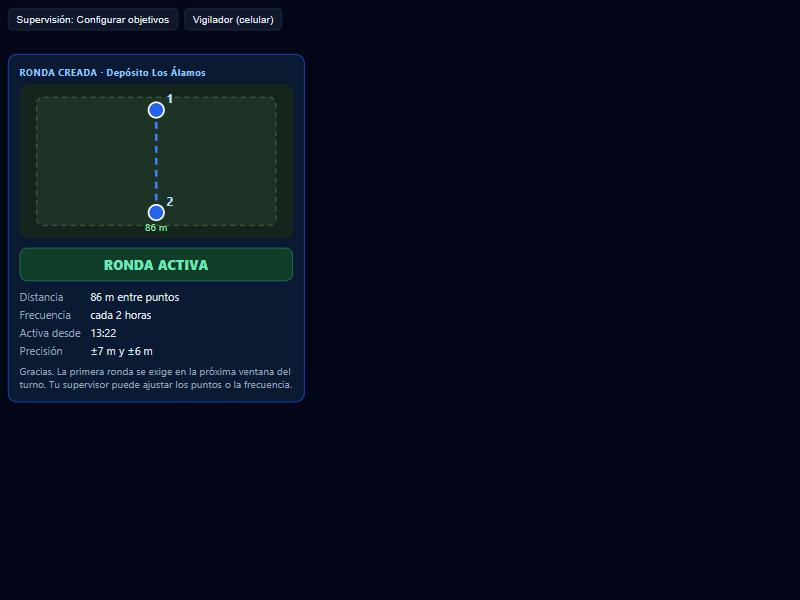 Supervisión: Configurar objetivos
Vigilador (celular)
RONDA CREADA · Depósito Los Álamos
1
2
86 m
RONDA ACTIVA
Distancia 86 m entre puntos
Frecuencia cada 2 horas
Activa desde 13:22
Precisión ±7 m y ±6 m
Gracias. La primera ronda se exige en la próxima ventana del
turno. Tu supervisor puede ajustar los puntos o la frecuencia.